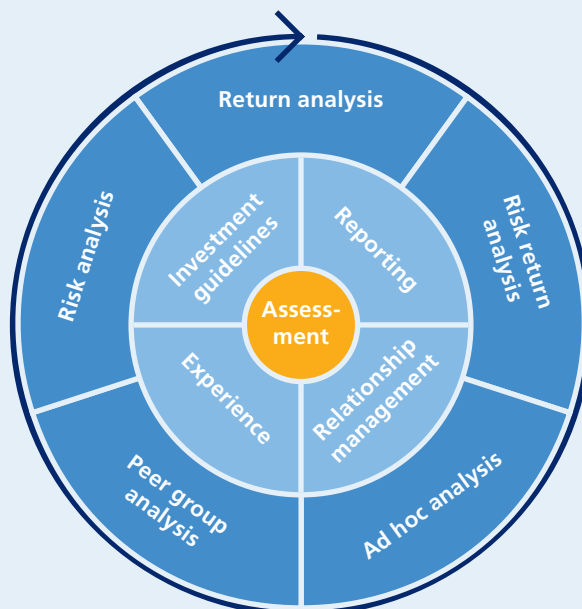 Return analysis
Risk return
analysis
Ad hoc analysis
Peer group
analysis
Risk analysis
Investment
guidelines
Reporting
Relationship
management
Experience
Assess-
ment